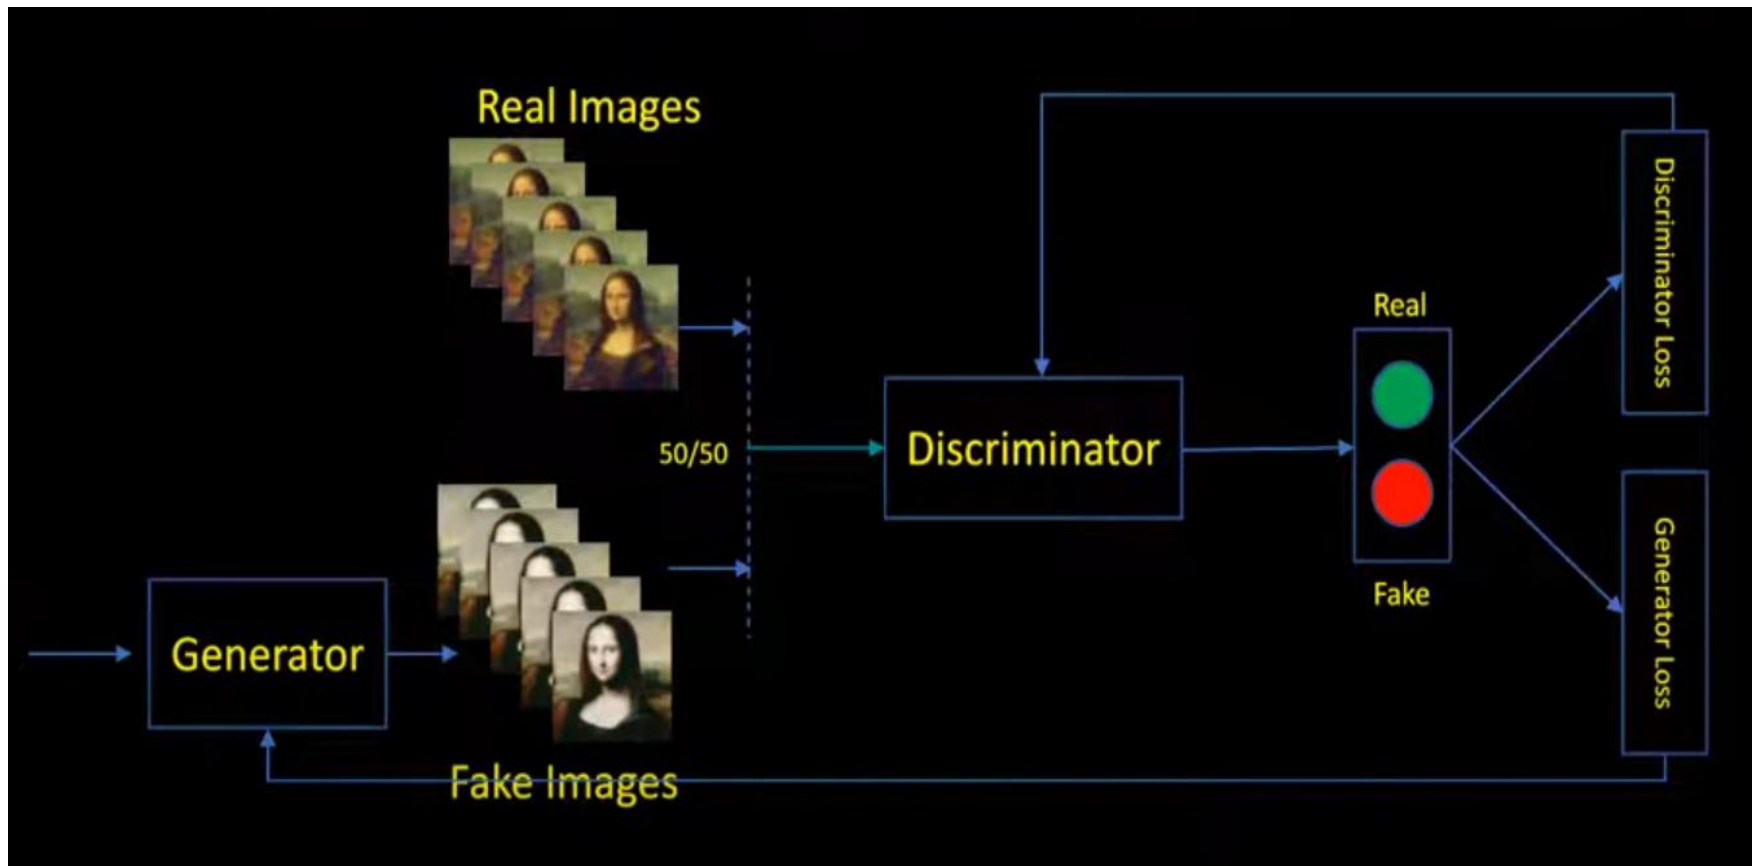 Real Images
50/50
Generator
Fake Images
Discriminator
Real
Fake
Discriminator Loss
Generator Loss